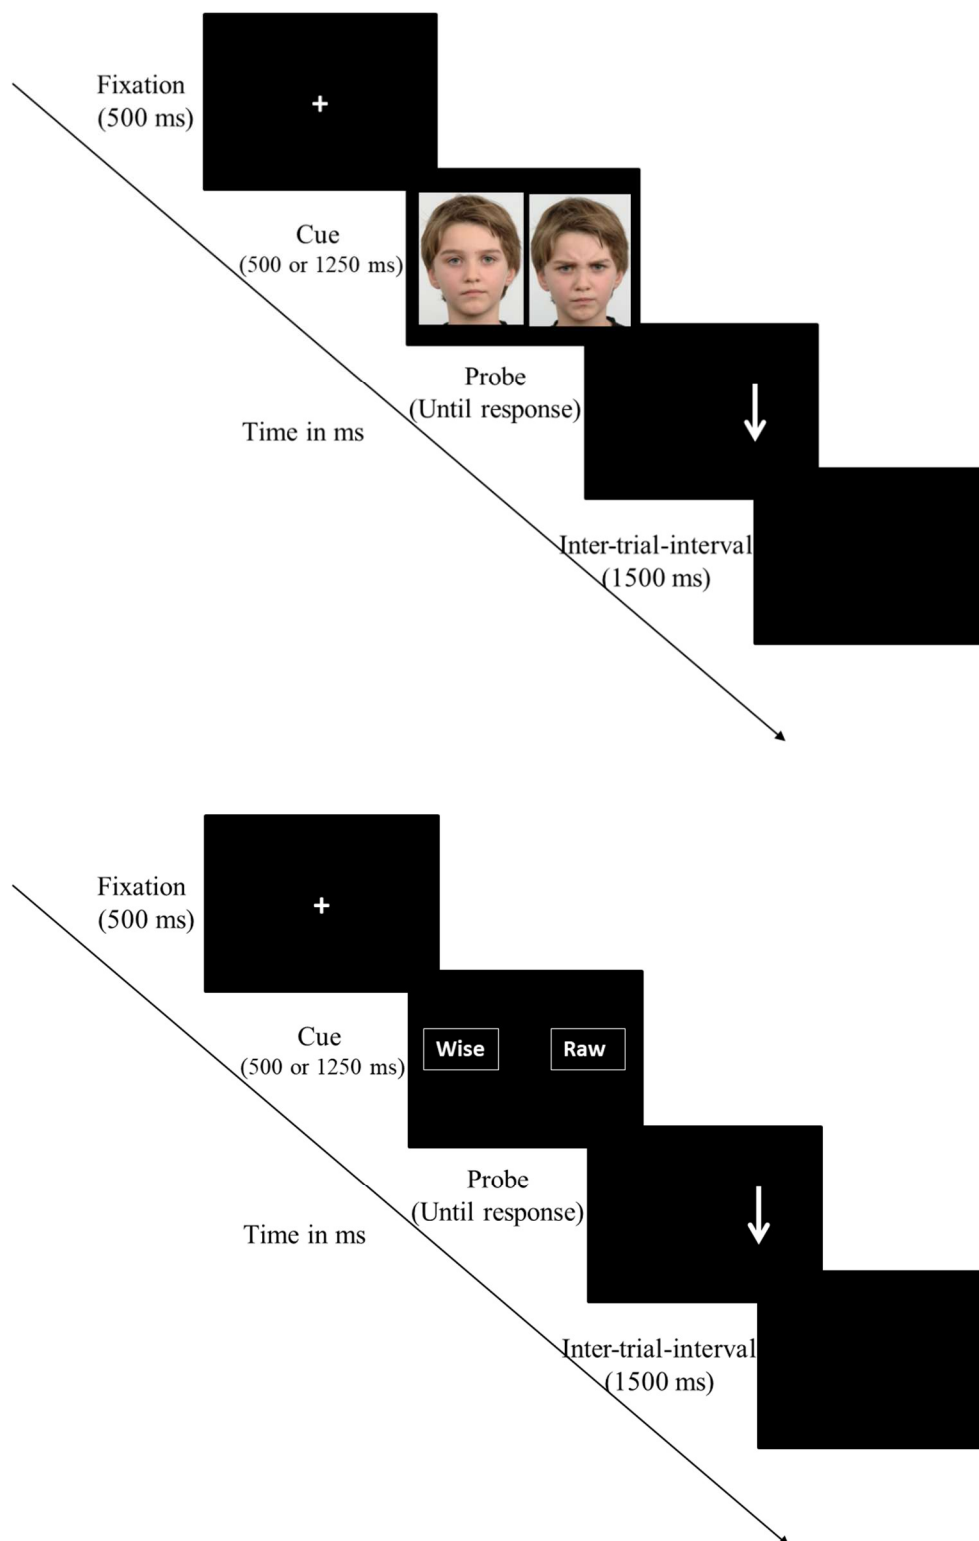 Fixation
(500 ms)
Cue
(500 or 1250 ms)
Probe
(Until response)
Time in ms
Inter-trial-interval
(1500 ms)
Fixation
(500 ms)
Cue
(500 or 1250 ms)
Wise Raw
Probe
(Until response)
Time in ms
Inter-trial-interval
(1500 ms)